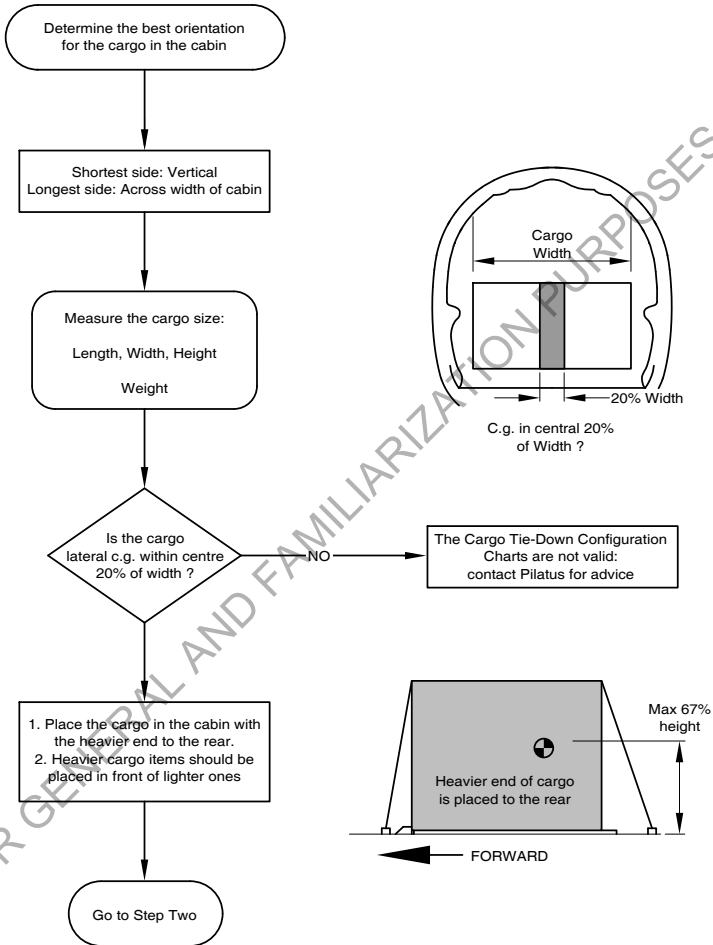 Determine the best orientation
for the cargo in the cabin
Shortest side: Vertical
Longest side: Across width of cabin
Measure the cargo size:
Length, Width, Height
Weight
Is the cargo
lateral c.g. within centre
20% of width ?
NO
The Cargo Tie-Down Configuration
Charts are not valid:
contact Pilatus for advice
1. Place the cargo in the cabin with
the heavier end to the rear.
2. Heavier cargo items should be
placed in front of lighter ones
Go to Step Two
Cargo
Width
20% Width
C.g. in central 20%
of Width ?
Max 67%
height
Heavier end of cargo
is placed to the rear
FORWARD
R GENERAL AND FAMILIARIZATION PURPOSES